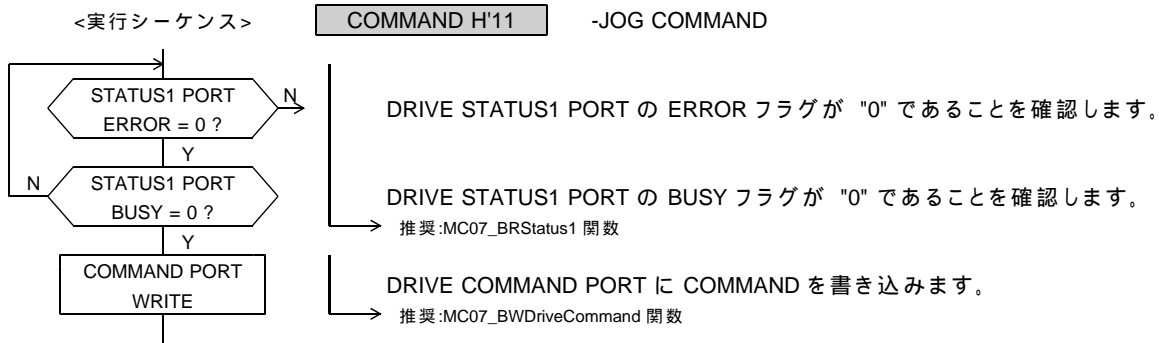 <実行シーケンス> COMMAND H'11 -JOG COMMAND
STATUS1 PORT
ERROR = 0 ?
N
DRIVE STATUS1 PORT の ERROR フラグが "0" であることを確認します。
Y
N
STATUS1 PORT
BUSY = 0 ?
DRIVE STATUS1 PORT の BUSY フラグが "0" であることを確認します。
推奨:MC07_BRStatus1 関数
Y
COMMAND PORT
WRITE
DRIVE COMMAND PORT に COMMAND を書き込みます。
推奨:MC07_BWDriveCommand 関数